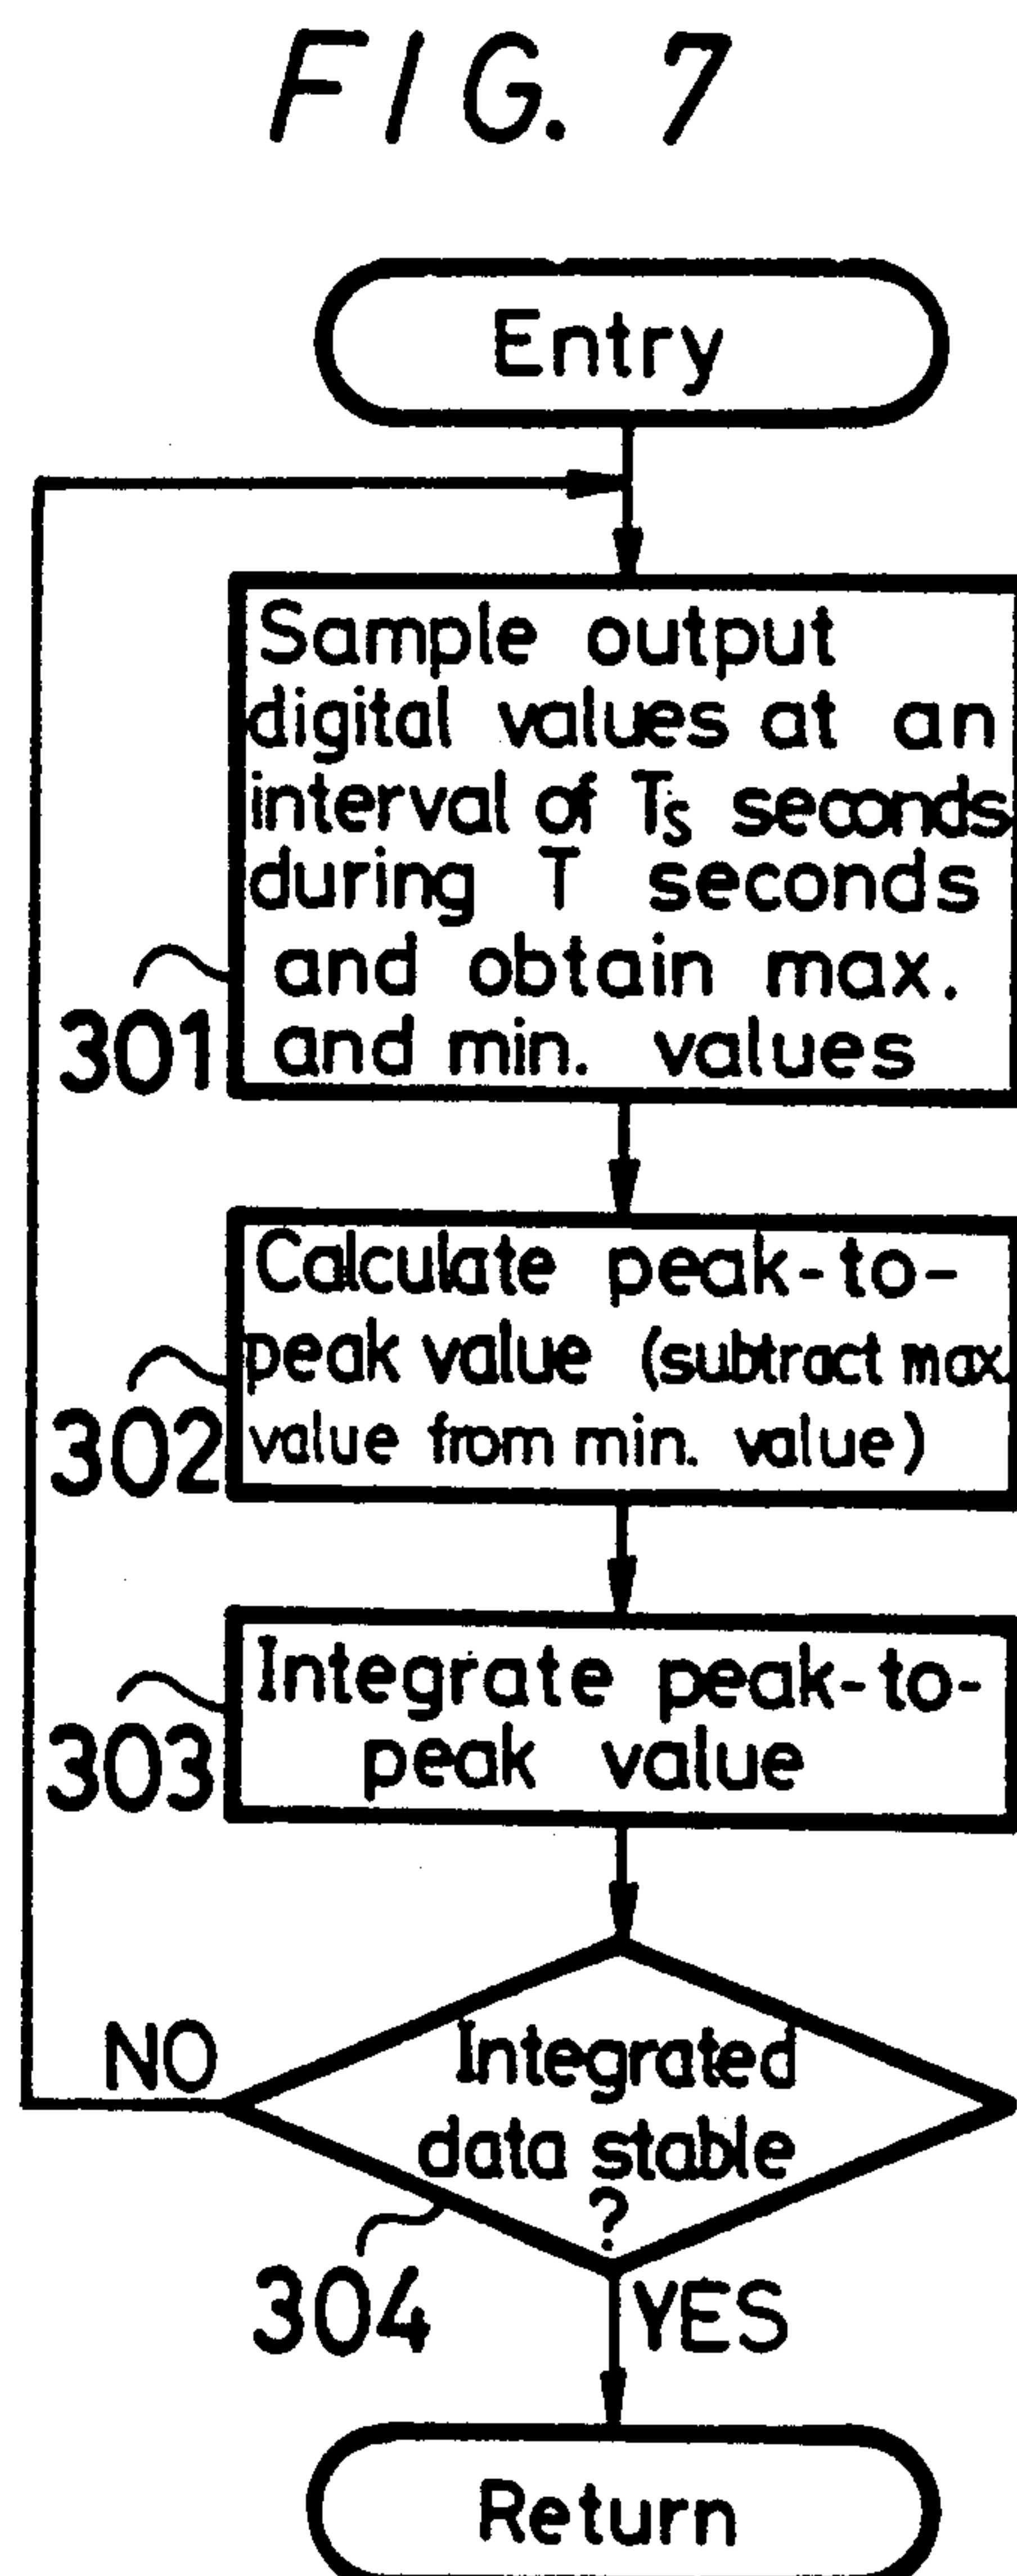 FIG. 7
Entry
Sample output
digital values at an
interval of Ts seconds
during T seconds
and obtain max.
and min. values
301
Calculate peak-to-
peak value (subtract max.
value from min. value)
302
Integrate peak-to-
peak value
303
Integrated
data stable
?
NO
304
YES
Return